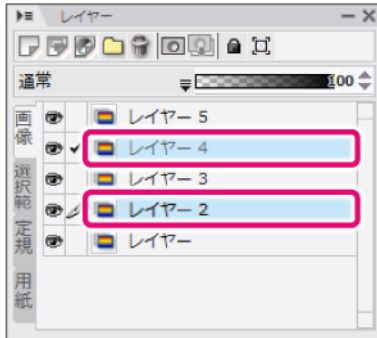 レイヤー
通常 100
画像
選択範
定規
用紙
レイヤー 5
レイヤー 4
レイヤー 3
レイヤー 2
レイヤー